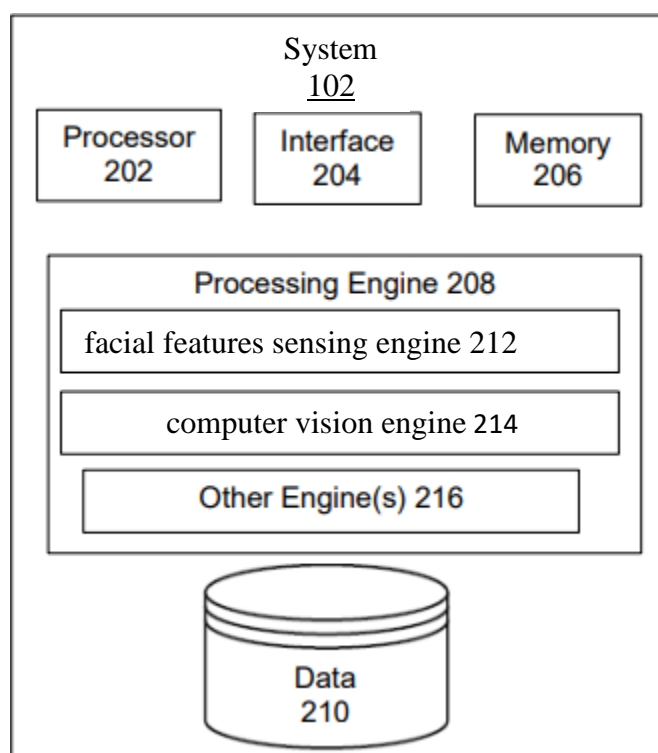 System
102
Processor
202
Interface
204
Memory
206
Processing Engine 208
facial features sensing engine 212
computer vision engine 214
Other Engine(s) 216
Data
210